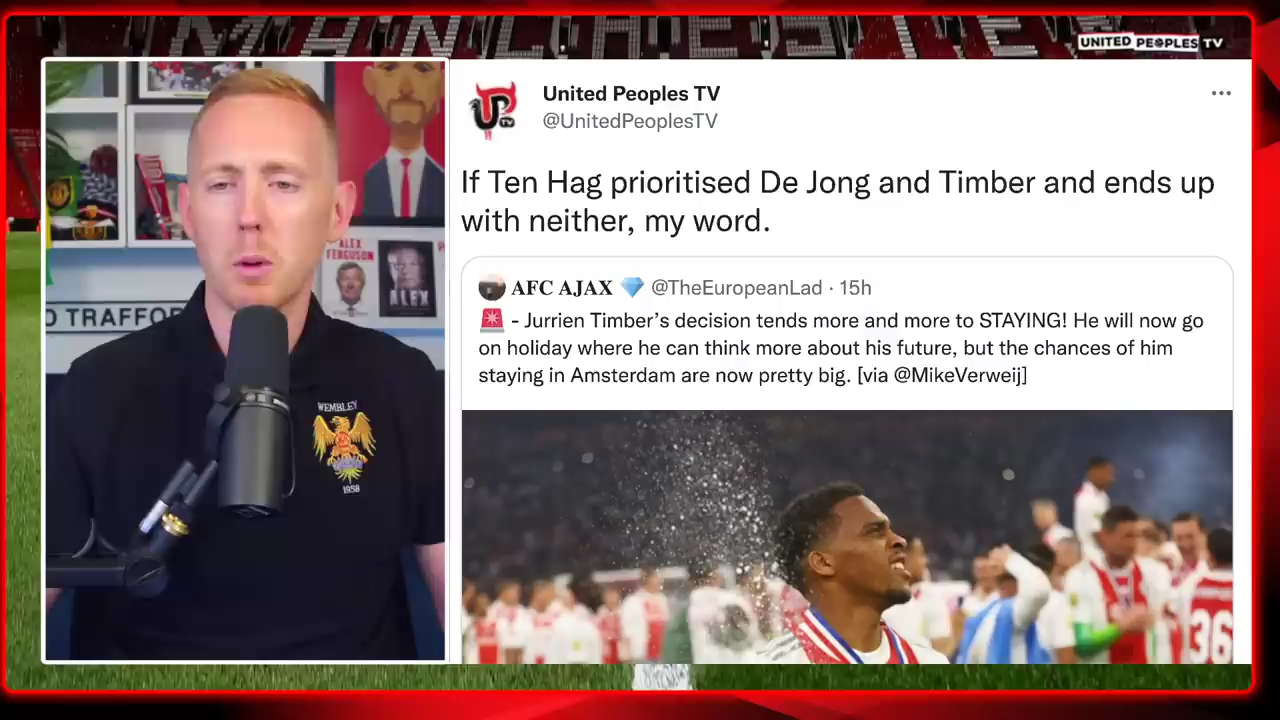 MANCHESTE
UNITED PEOPLES TV
United Peoples TV
@UnitedPeoplesTV
If Ten Hag prioritised De Jong and Timber and ends up
with neither, my word.
AFC AJAX 💎 @TheEuropeanLad · 15h
🚨 - Jurrien Timber's decision tends more and more to STAYING! He will now go
on holiday where he can think more about his future, but the chances of him
staying in Amsterdam are now pretty big. [via @MikeVerweij]
36
ALEX
FERGUSON
ALEX
D TRAFFOR
WEMBLEY
1958